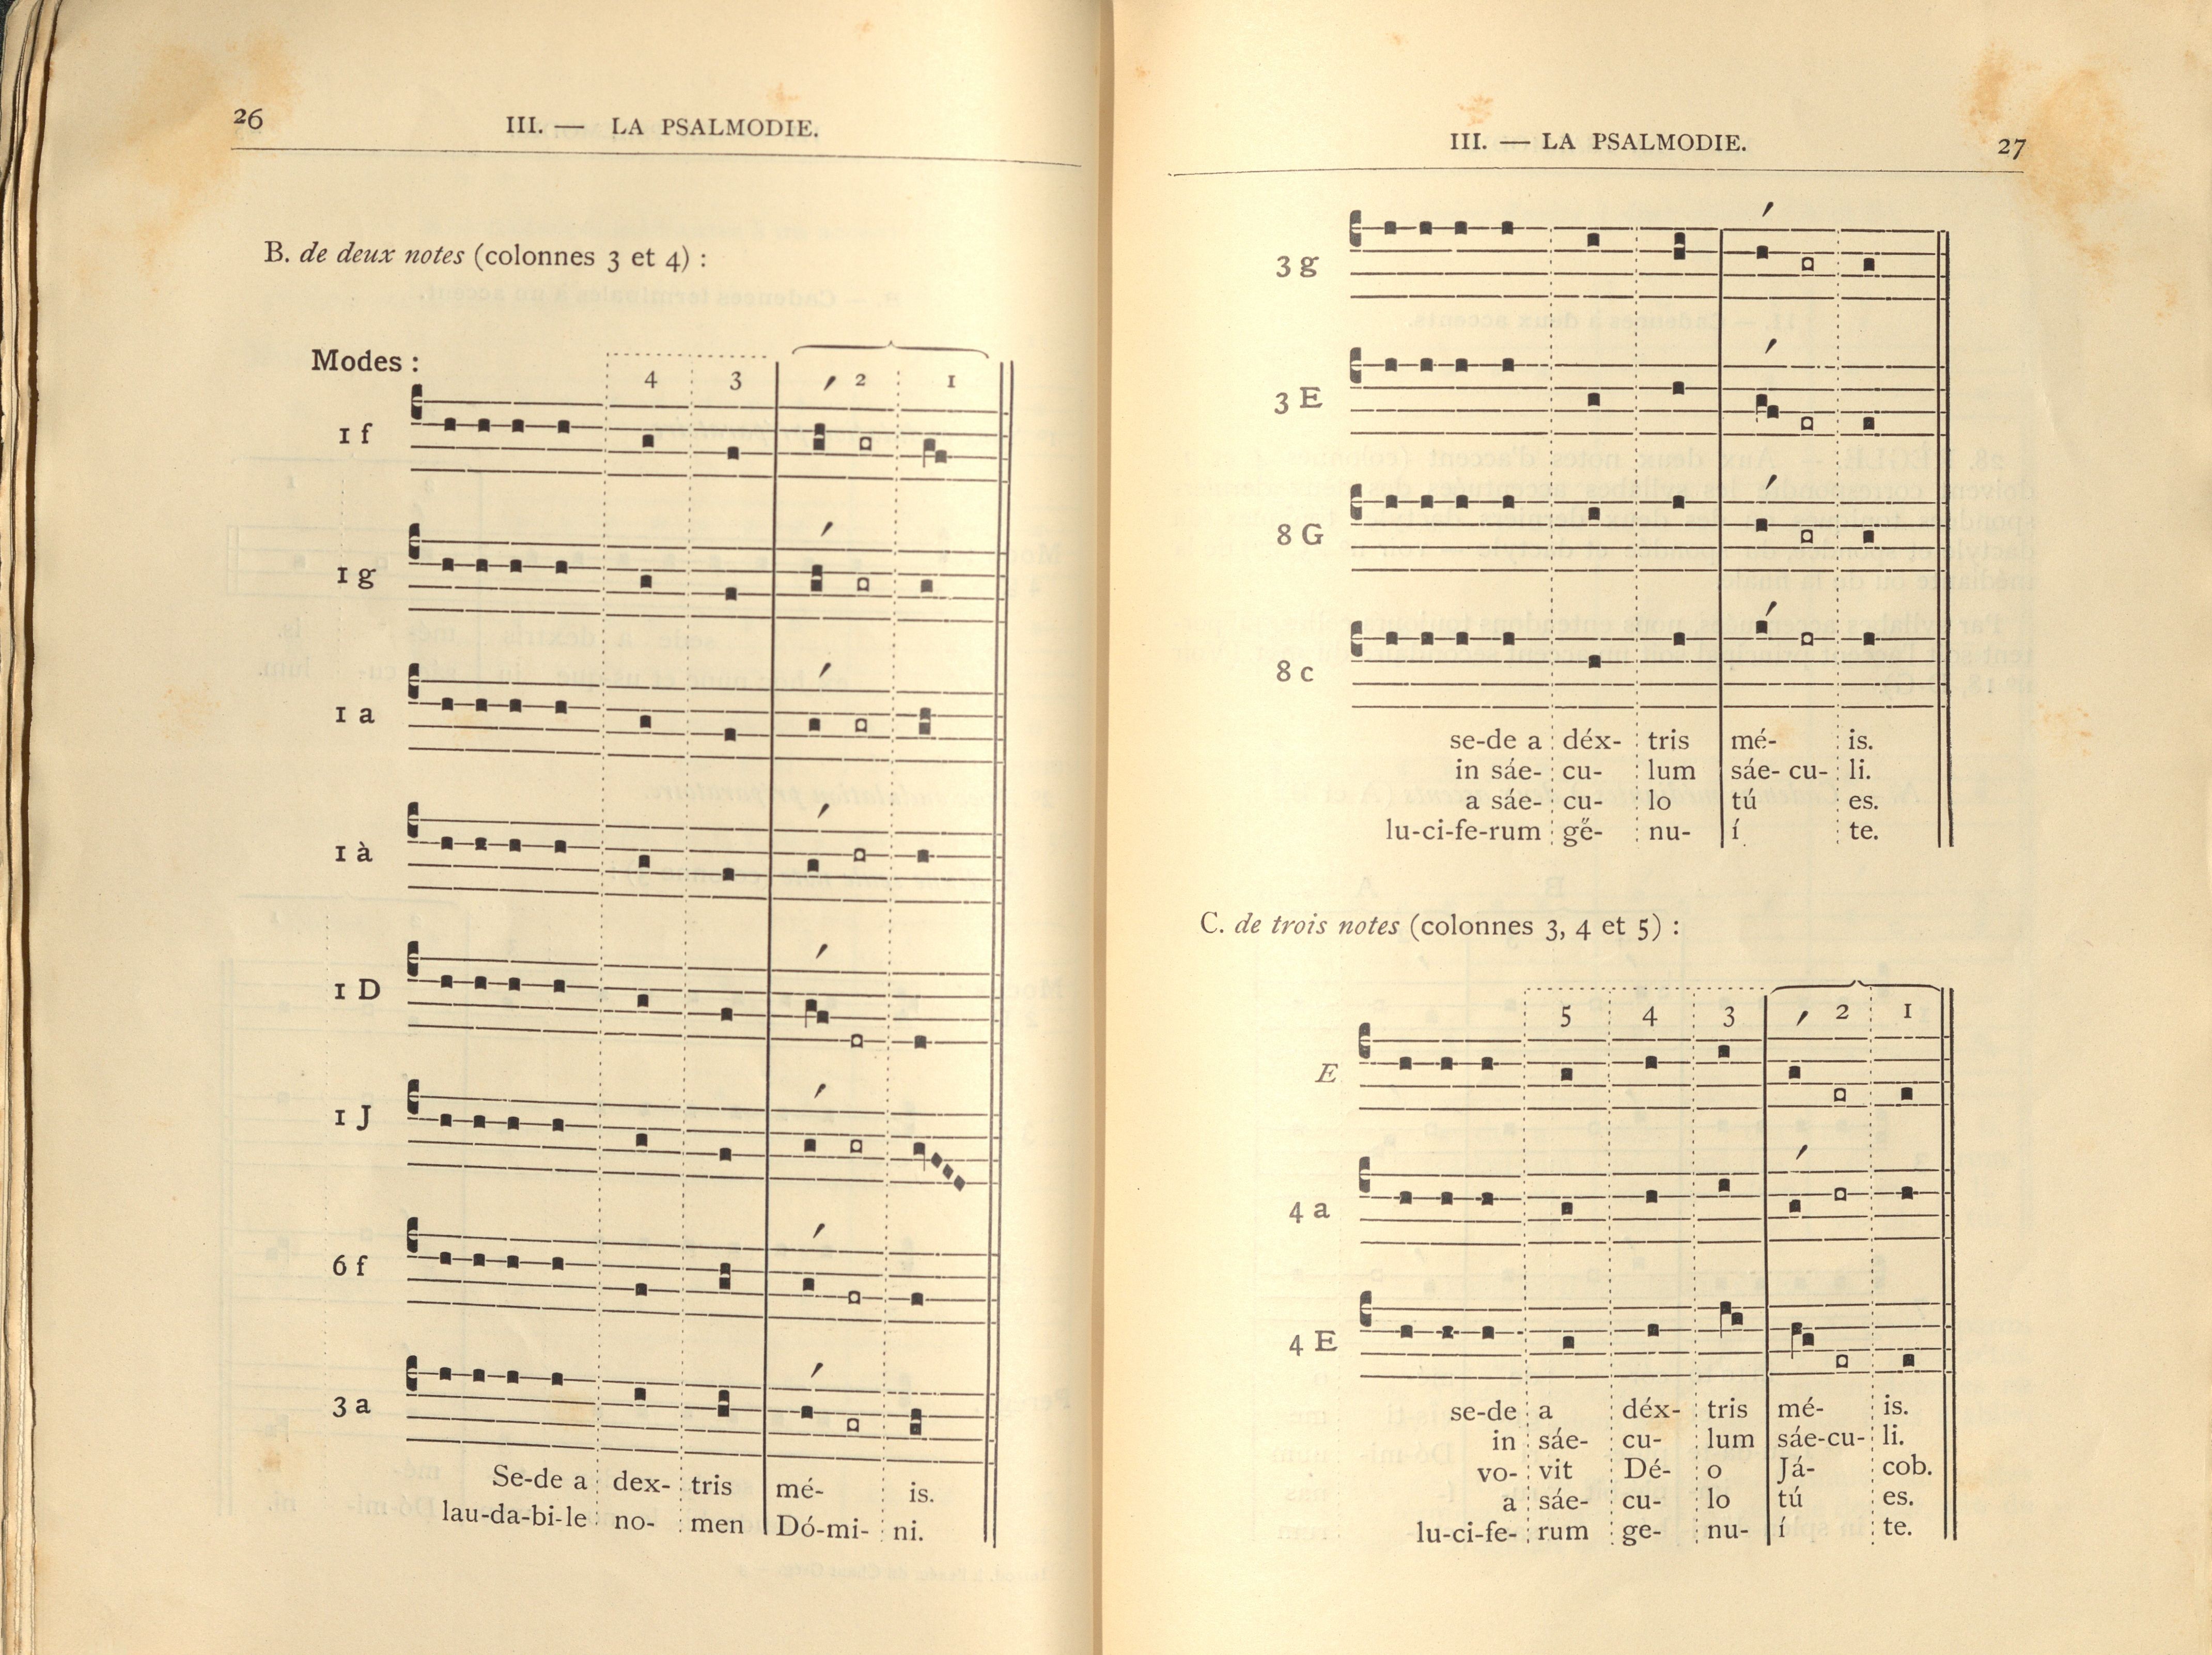 26
III. — LA PSALMODIE.
B. de deux notes (colonnes 3 et 4) :
Modes :
4 3 2 1
1 f
1 g
1 a
1 à
1 D
1 J
6 f
3 a
Se-de a dex- tris mé- is.
lau-da-bi-le no- men Dó-mi- ni.
III. — LA PSALMODIE.
27
3 g
3 E
8 G
8 c
se-de a déx- tris mé- is.
in sáe- cu- lum sáe- cu- li.
a sáe- cu- lo tú es.
lu-ci-fe-rum gĕ- nu- í te.
C. de trois notes (colonnes 3, 4 et 5) :
5 4 3 2 1
E
4 a
4 E
se-de a déx- tris mé- is.
in sáe- cu- lum sáe-cu- li.
vo- vit Dé- o Já- cob.
a sáe- cu- lo tú es.
lu-ci-fe- rum ge- nu- í te.